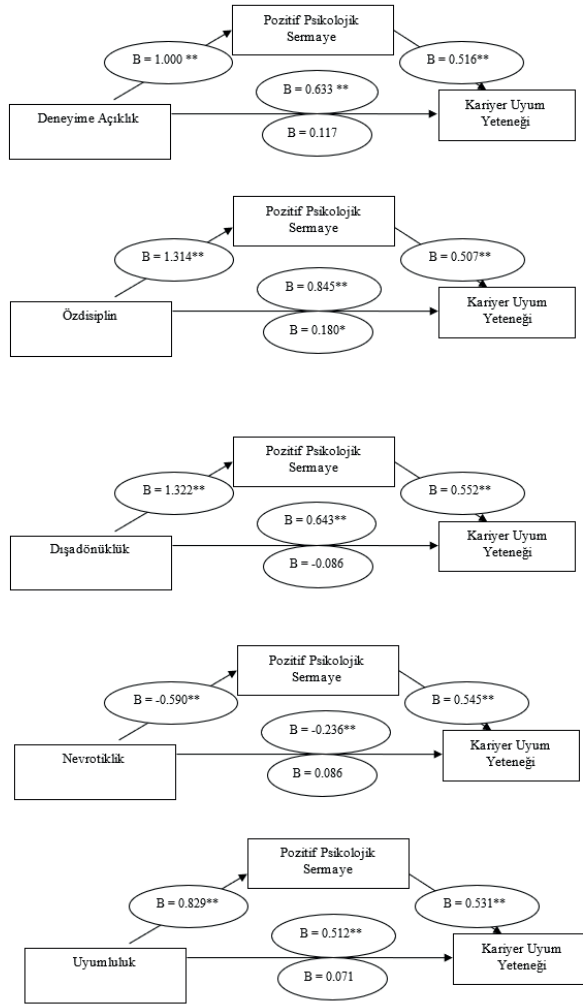 Pozitif Psikolojik
Sermaye
B = 1.000 **
B = 0.516**
B = 0.633 **
Deneyime Açıklık
Kariyer Uyum
Yeteneği
B = 0.117
Pozitif Psikolojik
Sermaye
B = 1.314**
B = 0.507**
B = 0.845**
Özdisiplin
Kariyer Uyum
Yeteneği
B = 0.180*
Pozitif Psikolojik
Sermaye
B = 1.322**
B = 0.552**
B = 0.643**
Dışadönüklük
Kariyer Uyum
Yeteneği
B = -0.086
Pozitif Psikolojik
Sermaye
B = -0.590**
B = 0.545**
B = -0.236**
Nevrotiklik
Kariyer Uyum
Yeteneği
B = 0.086
Pozitif Psikolojik
Sermaye
B = 0.829**
B = 0.531**
B = 0.512**
Uyumluluk
Kariyer Uyum
Yeteneği
B = 0.071